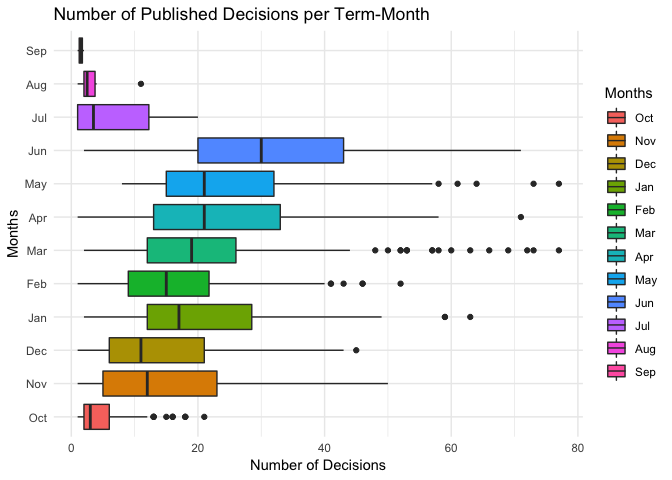 Number of Published Decisions per Term-Month
Months
Sep
Aug
Jul
Jun
May
Apr
Mar
Feb
Jan
Dec
Nov
Oct
0 20 40 60 80
Number of Decisions
Months
Oct
Nov
Dec
Jan
Feb
Mar
Apr
May
Jun
Jul
Aug
Sep